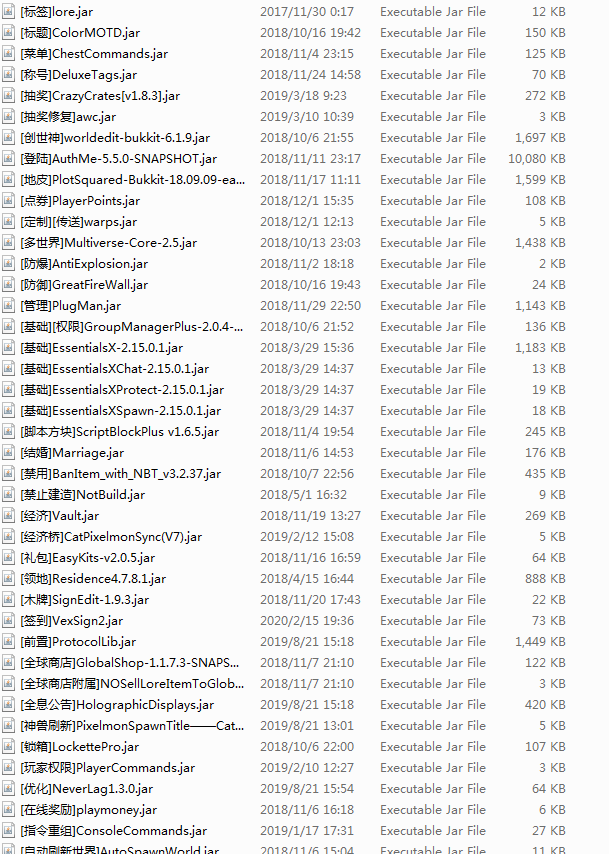 [标签]lore.jar 2017/11/30 0:17 Executable Jar File 12 KB
[标题]ColorMOTD.jar 2018/10/16 19:42 Executable Jar File 150 KB
[菜单]ChestCommands.jar 2018/11/4 23:15 Executable Jar File 125 KB
[称号]DeluxeTags.jar 2018/11/24 14:58 Executable Jar File 70 KB
[抽奖]CrazyCrates[v1.8.3].jar 2019/3/18 9:23 Executable Jar File 272 KB
[抽奖修复]awc.jar 2019/3/10 10:39 Executable Jar File 3 KB
[创世神]worldedit-bukkit-6.1.9.jar 2018/10/6 21:55 Executable Jar File 1,697 KB
[登陆]AuthMe-5.5.0-SNAPSHOT.jar 2018/11/11 23:17 Executable Jar File 10,080 KB
[地皮]PlotSquared-Bukkit-18.09.09-ea... 2018/11/17 11:11 Executable Jar File 1,599 KB
[点券]PlayerPoints.jar 2018/12/1 15:35 Executable Jar File 108 KB
[定制][传送]warps.jar 2018/12/1 12:13 Executable Jar File 5 KB
[多世界]Multiverse-Core-2.5.jar 2018/10/13 23:03 Executable Jar File 1,438 KB
[防爆]AntiExplosion.jar 2018/11/2 18:18 Executable Jar File 2 KB
[防御]GreatFireWall.jar 2018/10/16 19:43 Executable Jar File 24 KB
[管理]PlugMan.jar 2018/11/29 22:50 Executable Jar File 1,143 KB
[基础][权限]GroupManagerPlus-2.0.4-... 2018/10/6 21:52 Executable Jar File 136 KB
[基础]EssentialsX-2.15.0.1.jar 2018/3/29 15:36 Executable Jar File 1,183 KB
[基础]EssentialsXChat-2.15.0.1.jar 2018/3/29 14:37 Executable Jar File 13 KB
[基础]EssentialsXProtect-2.15.0.1.jar 2018/3/29 14:37 Executable Jar File 19 KB
[基础]EssentialsXSpawn-2.15.0.1.jar 2018/3/29 14:37 Executable Jar File 18 KB
[脚本方块]ScriptBlockPlus v1.6.5.jar 2018/11/4 19:54 Executable Jar File 245 KB
[结婚]Marriage.jar 2018/11/6 14:53 Executable Jar File 176 KB
[禁用]BanItem_with_NBT_v3.2.37.jar 2018/10/7 22:56 Executable Jar File 435 KB
[禁止建造]NotBuild.jar 2018/5/1 16:32 Executable Jar File 9 KB
[经济]Vault.jar 2018/11/19 13:27 Executable Jar File 269 KB
[经济桥]CatPixelmonSync(V7).jar 2019/2/12 15:08 Executable Jar File 5 KB
[礼包]EasyKits-v2.0.5.jar 2018/11/16 16:59 Executable Jar File 64 KB
[领地]Residence4.7.8.1.jar 2018/4/15 16:44 Executable Jar File 888 KB
[木牌]SignEdit-1.9.3.jar 2018/11/20 17:43 Executable Jar File 22 KB
[签到]VexSign2.jar 2020/2/15 19:36 Executable Jar File 73 KB
[前置]ProtocolLib.jar 2019/8/21 15:18 Executable Jar File 1,449 KB
[全球商店]GlobalShop-1.1.7.3-SNAPS... 2018/11/7 21:10 Executable Jar File 122 KB
[全球商店附属]NOSellLoreItemToGlob... 2018/11/7 21:10 Executable Jar File 3 KB
[全息公告]HolographicDisplays.jar 2019/8/21 15:18 Executable Jar File 420 KB
[神兽刷新]PixelmonSpawnTitle——Cat... 2019/8/21 13:01 Executable Jar File 5 KB
[锁箱]LockettePro.jar 2018/10/6 22:00 Executable Jar File 107 KB
[玩家权限]PlayerCommands.jar 2019/2/10 12:27 Executable Jar File 3 KB
[优化]NeverLag1.3.0.jar 2019/8/21 15:54 Executable Jar File 64 KB
[在线奖励]playmoney.jar 2018/11/6 16:18 Executable Jar File 6 KB
[指令重组]ConsoleCommands.jar 2019/1/17 17:31 Executable Jar File 27 KB
[自动刷新世界]AutoSpawnWorld.jar 2018/11/6 15:04 Executable Jar File 11 KB